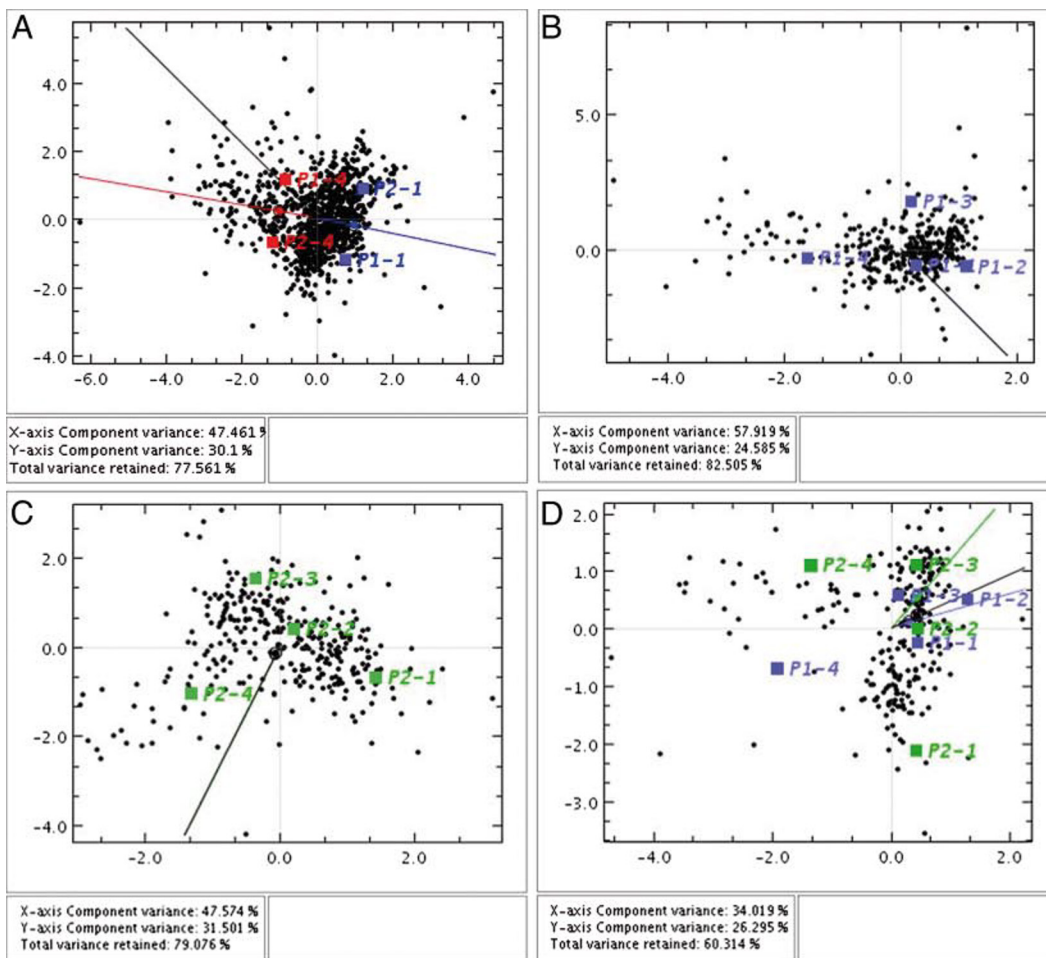 A
4.0
2.0
0.0
-2.0
-4.0
-6.0
-4.0
-2.0
0.0
2.0
4.0
P1-4
P2-1
P2-4
P1-1
X-axis Component variance: 47.461 %
Y-axis Component variance: 30.1 %
Total variance retained: 77.561 %
B
5.0
0.0
-4.0
-2.0
0.0
2.0
P1-3
P1-4
P1-1
P1-2
X-axis Component variance: 57.919 %
Y-axis Component variance: 24.585 %
Total variance retained: 82.505 %
C
2.0
0.0
-2.0
-4.0
-2.0
0.0
2.0
P2-3
P2-2
P2-1
P2-4
X-axis Component variance: 47.574 %
Y-axis Component variance: 31.501 %
Total variance retained: 79.076 %
D
2.0
1.0
0.0
-1.0
-2.0
-3.0
-4.0
-2.0
0.0
2.0
P2-4
P2-3
P1-3
P1-2
P2-2
P1-1
P1-4
P2-1
X-axis Component variance: 34.019 %
Y-axis Component variance: 26.295 %
Total variance retained: 60.314 %